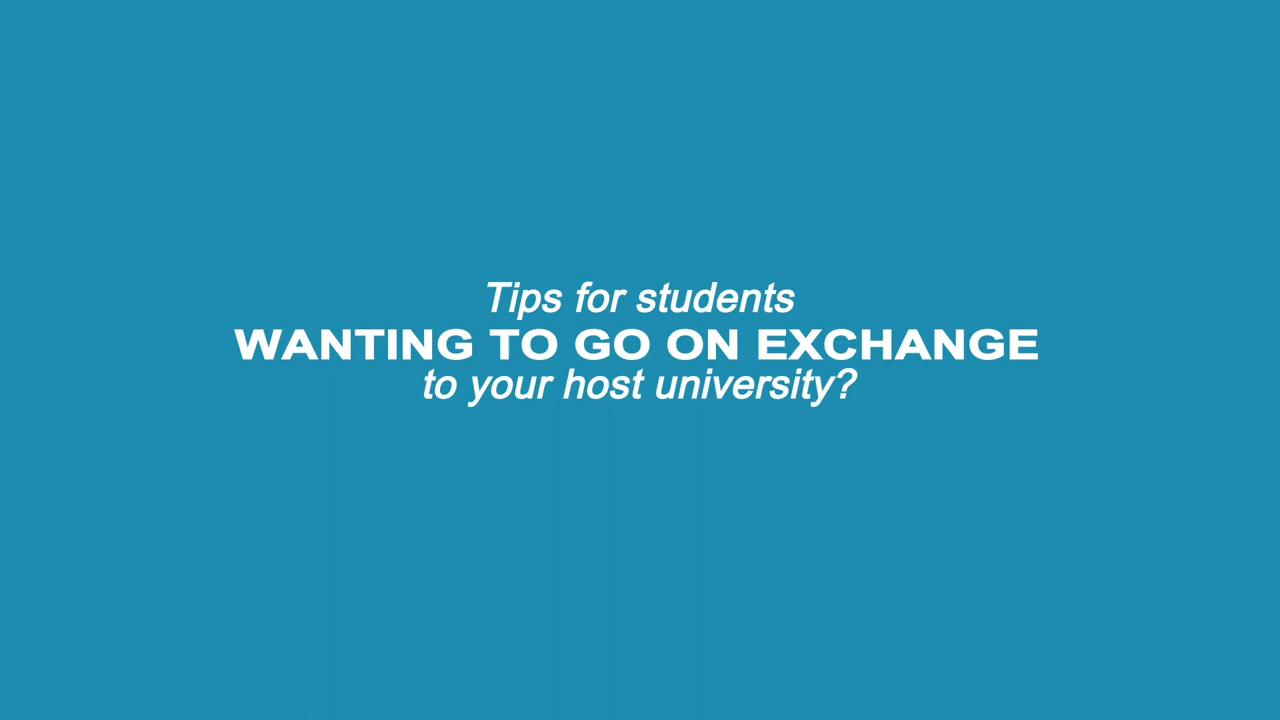 Tips for students
WANTING TO GO ON EXCHANGE
to your host university?